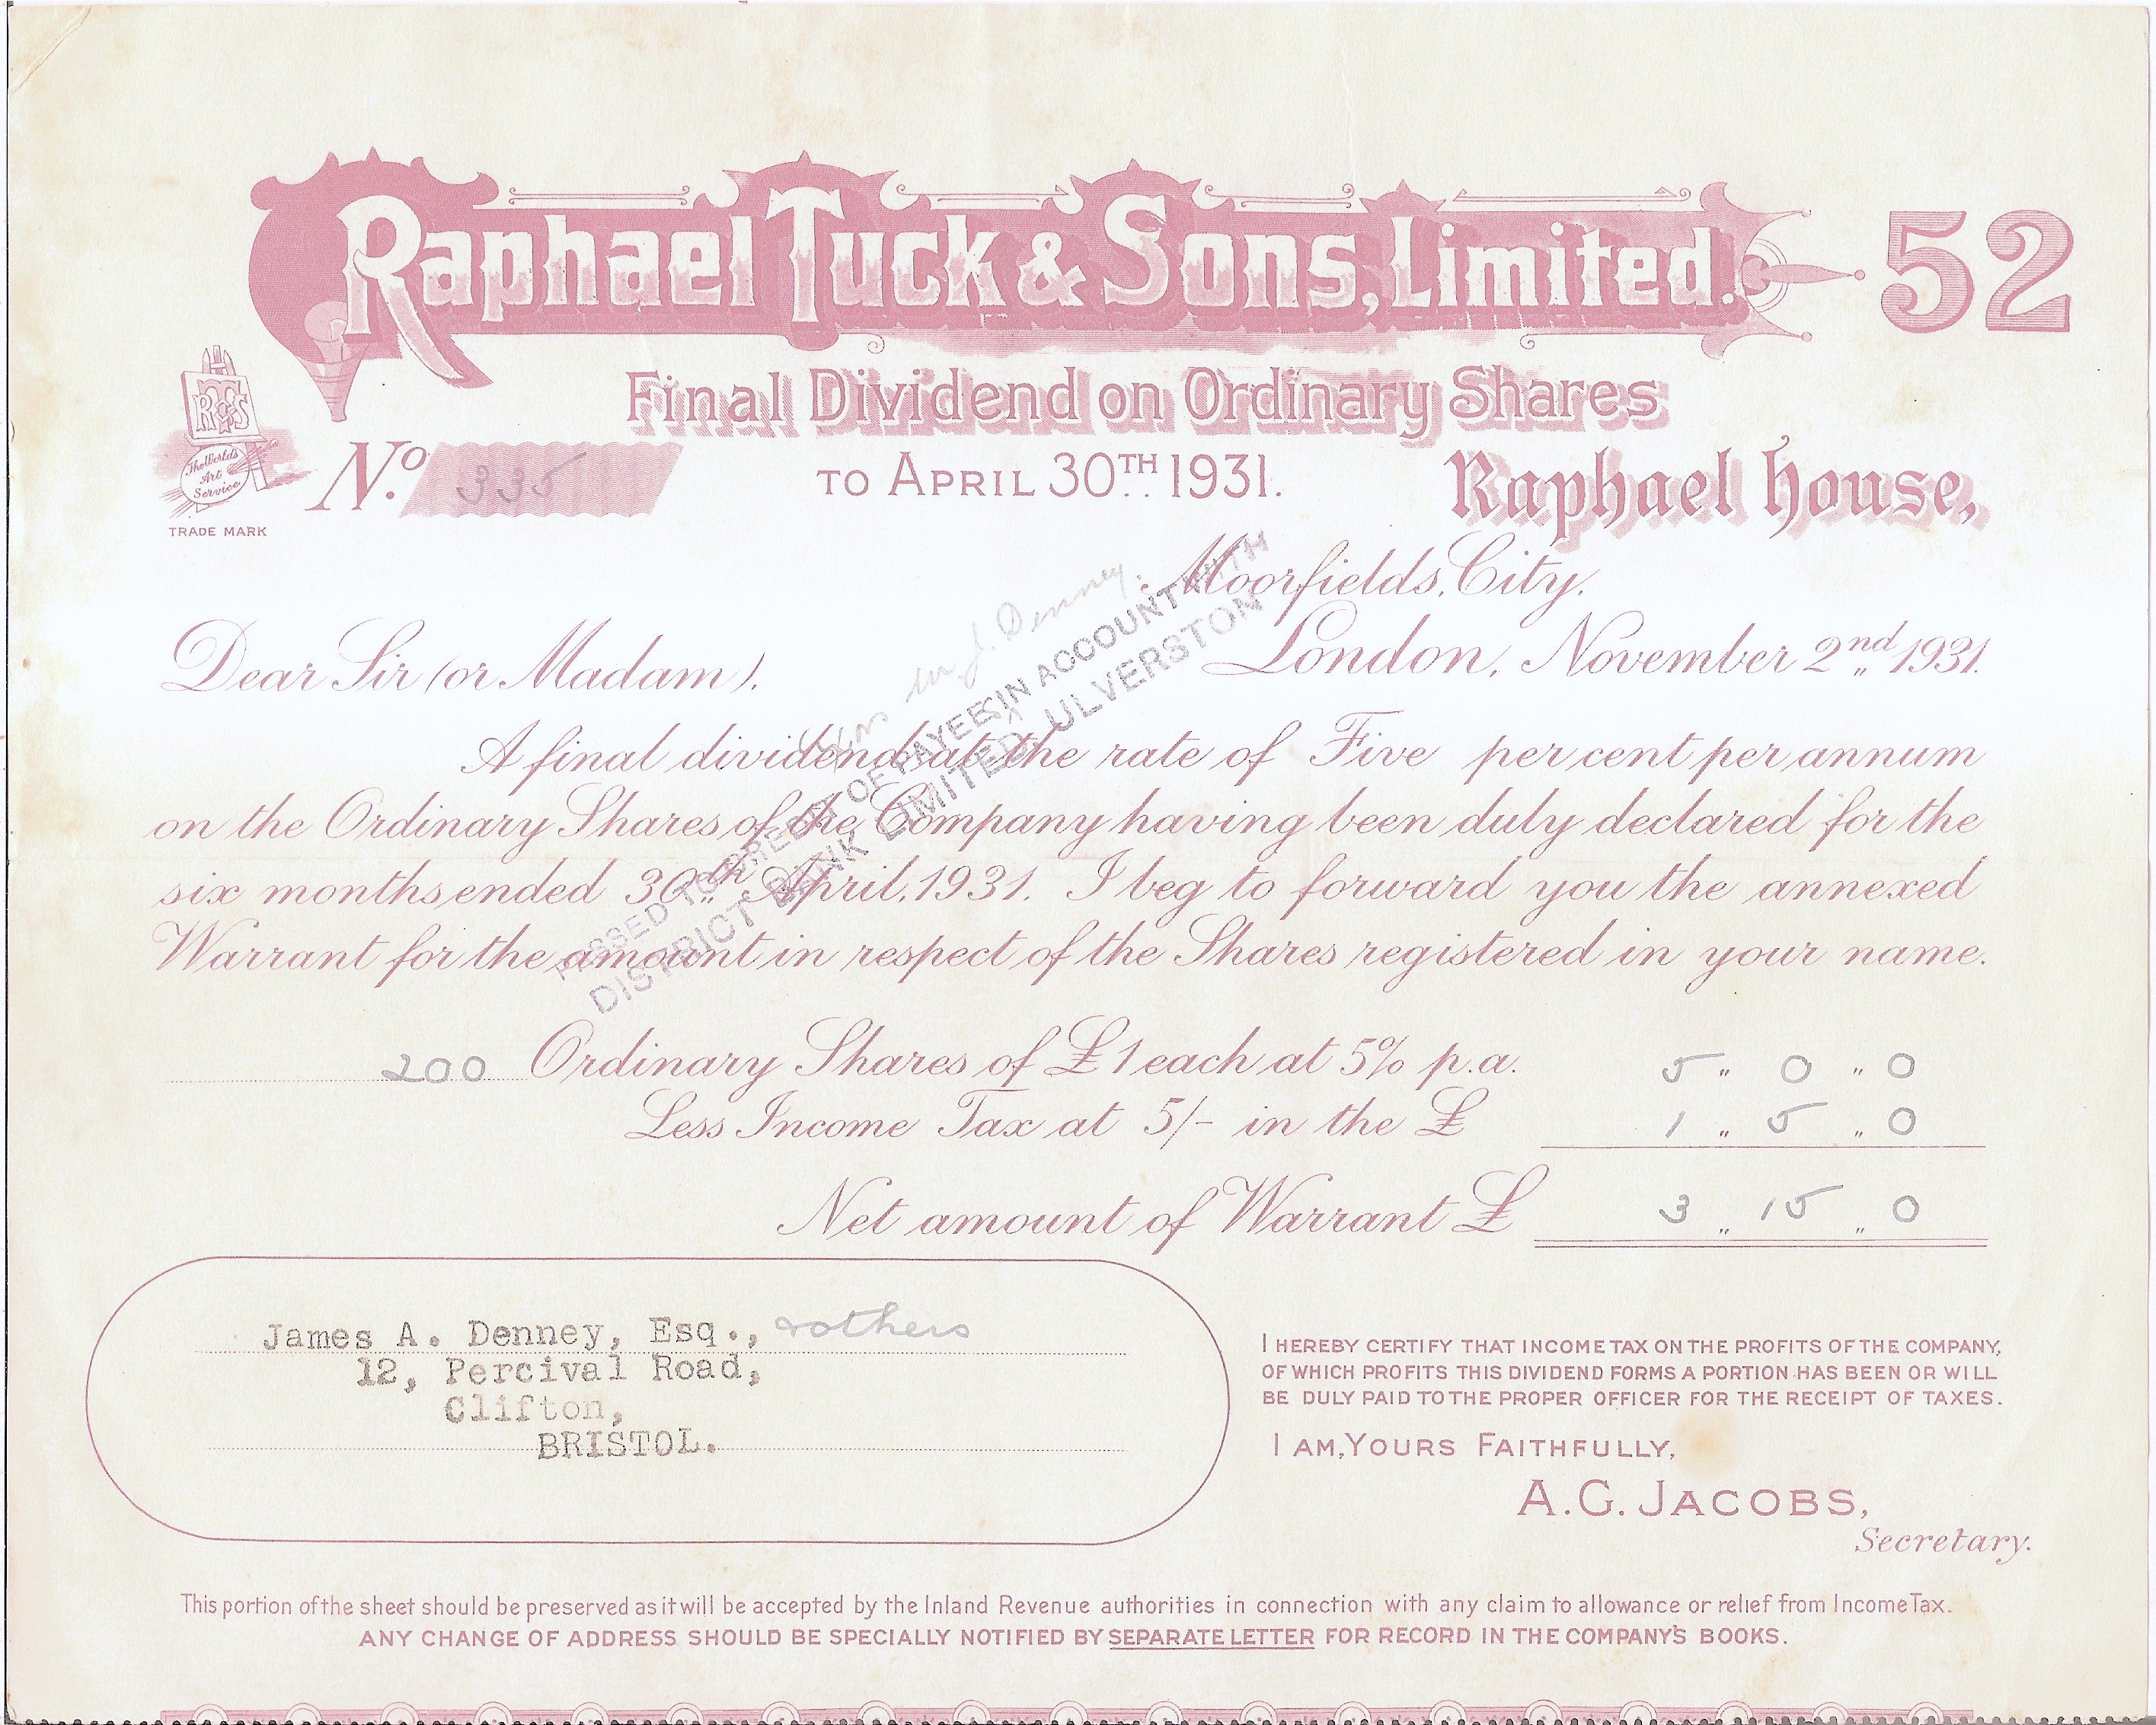 Raphael Tuck & Sons, Limited. 52
Final Dividend on Ordinary Shares
RT&S
The World's
Art
Service
TRADE MARK
No. 335
TO APRIL 30TH 1931.
Raphael House,
Moorfields, City,
London, November 2nd 1931.
Dear Sir (or Madam),
A final dividend at the rate of Five per cent per annum
on the Ordinary Shares of the Company having been duly declared for the
six months ended 30th April, 1931. I beg to forward you the annexed
Warrant for the amount in respect of the Shares registered in your name.
J. Denney.
PASSED TO CREDIT OF PAYEES IN ACCOUNT WITH
DISTRICT BANK LIMITED, ULVERSTON
200 Ordinary Shares of £1 each at 5% p.a. 5 " 0 " 0
Less Income Tax at 5/- in the £ 1 " 5 " 0
Net amount of Warrant £ 3 " 15 " 0
James A. Denney, Esq., & others
12, Percival Road,
Clifton,
BRISTOL.
I HEREBY CERTIFY THAT INCOME TAX ON THE PROFITS OF THE COMPANY,
OF WHICH PROFITS THIS DIVIDEND FORMS A PORTION HAS BEEN OR WILL
BE DULY PAID TO THE PROPER OFFICER FOR THE RECEIPT OF TAXES.
I AM, YOURS FAITHFULLY,
A.G. JACOBS,
Secretary.
This portion of the sheet should be preserved as it will be accepted by the Inland Revenue authorities in connection with any claim to allowance or relief from Income Tax.
ANY CHANGE OF ADDRESS SHOULD BE SPECIALLY NOTIFIED BY SEPARATE LETTER FOR RECORD IN THE COMPANY'S BOOKS.